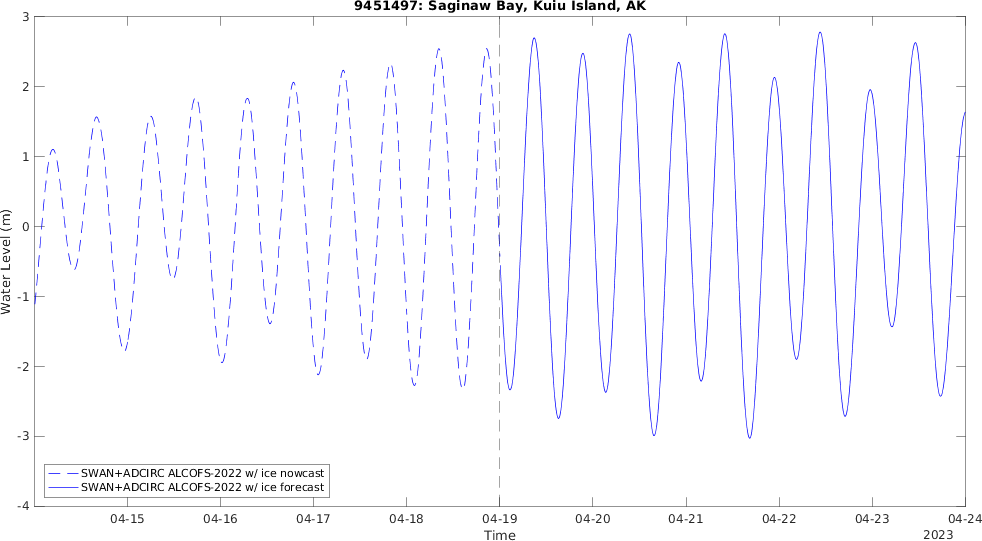 9451497: Saginaw Bay, Kuiu Island, AK
3
2
1
0
-1
-2
-3
-4
Water Level (m)
SWAN+ADCIRC ALCOFS-2022 w/ ice nowcast
SWAN+ADCIRC ALCOFS-2022 w/ ice forecast
04-15 04-16 04-17 04-18 04-19 04-20 04-21 04-22 04-23 04-24
Time
2023